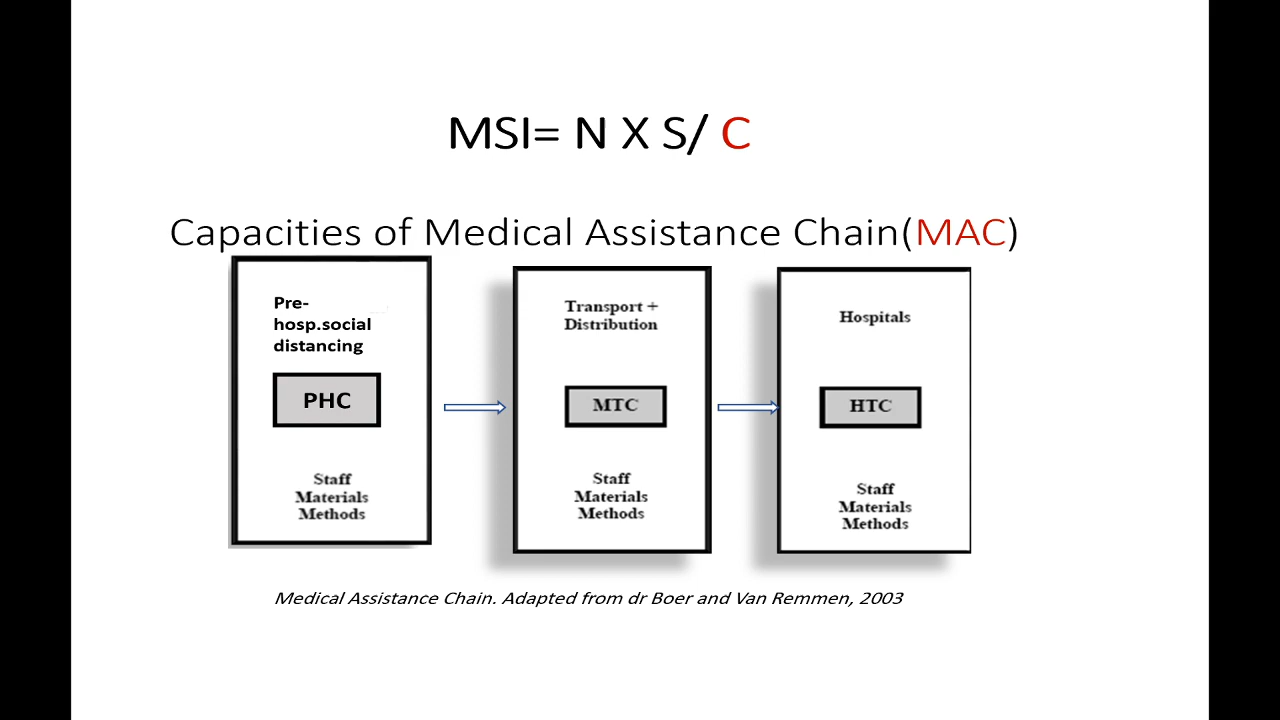 MSI= N X S/ C
Capacities of Medical Assistance Chain(MAC)
Pre-
hosp.social
distancing
PHC
Staff
Materials
Methods
Transport +
Distribution
MTC
Staff
Materials
Methods
Hospitals
HTC
Staff
Materials
Methods
Medical Assistance Chain. Adapted from dr Boer and Van Remmen, 2003